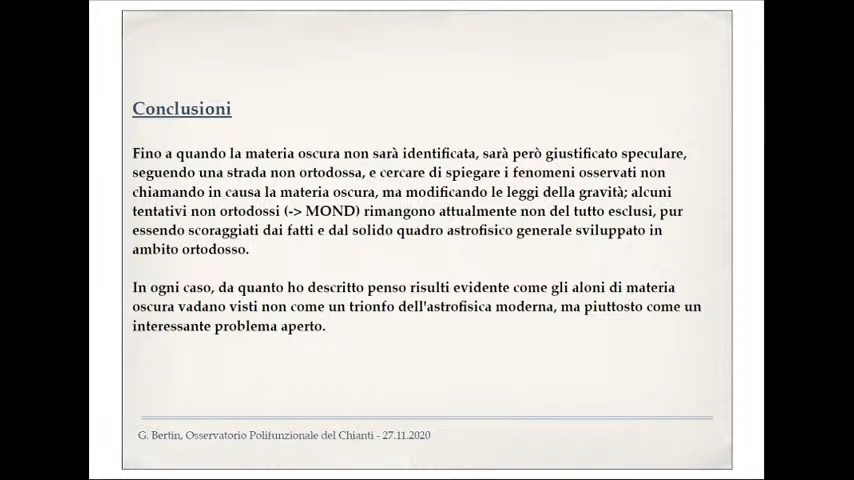 Conclusioni
Fino a quando la materia oscura non sarà identificata, sarà però giustificato speculare,
seguendo una strada non ortodossa, e cercare di spiegare i fenomeni osservati non
chiamando in causa la materia oscura, ma modificando le leggi della gravità; alcuni
tentativi non ortodossi (-> MOND) rimangono attualmente non del tutto esclusi, pur
essendo scoraggiati dai fatti e dal solido quadro astrofisico generale sviluppato in
ambito ortodosso.
In ogni caso, da quanto ho descritto penso risulti evidente come gli aloni di materia
oscura vadano visti non come un trionfo dell'astrofisica moderna, ma piuttosto come un
interessante problema aperto.
G. Bertin, Osservatorio Polifunzionale del Chianti - 27.11.2020